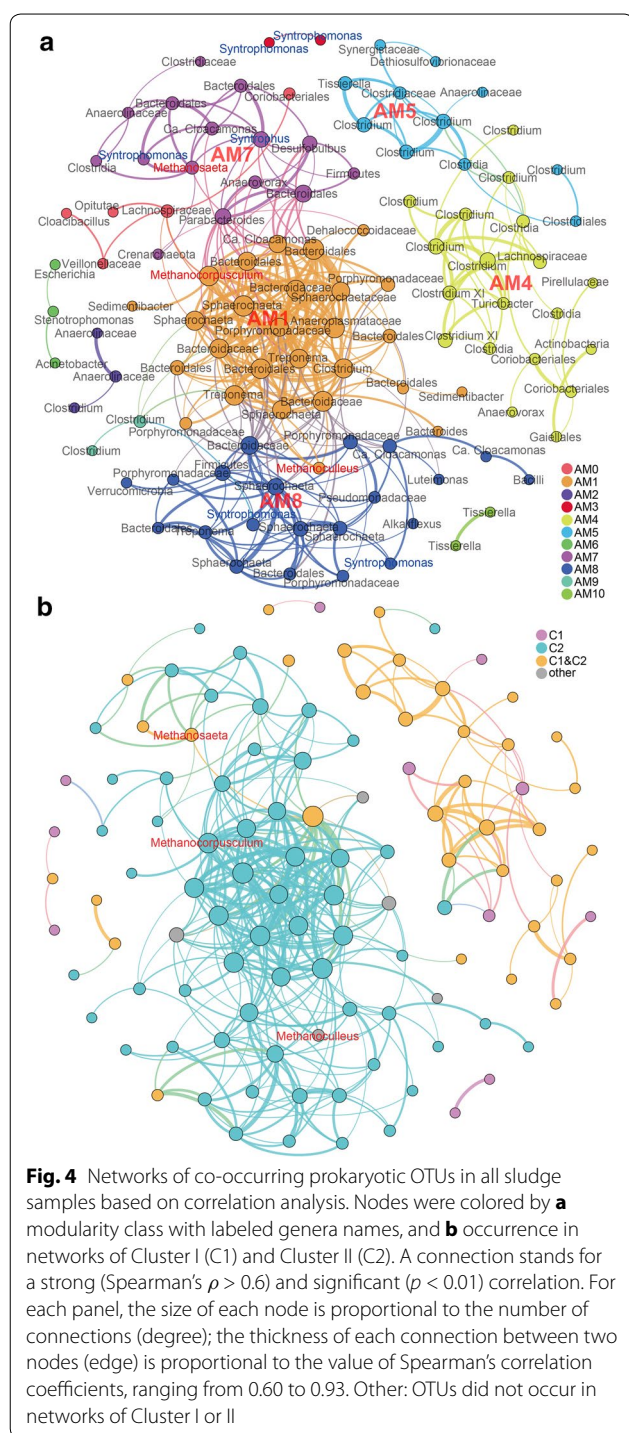 a
Syntrophomonas
Syntrophomonas
Clostridiaceae
Synergistaceae
Dethiosulfovibrionaceae
Bacteroidales
Coriobacteriales
Tissierella
Clostridiaceae
Anaerolinaceae
Bacteroidales
Anaerolinaceae
AM5
Ca. Cloacamonas
Clostridium
Clostridium
Clostridium
Syntrophus
Desulfobulbus
AM7
Syntrophomonas
Methanosaeta
Clostridium
Clostridia
Clostridium
Clostridia
Anaerovorax
Firmicutes
Clostridium
Bacteroidales
Clostridium
Opitutae
Lachnospiraceae
Cloacibacillus
Parabacteroides
Clostridium
Clostridia
Clostridiales
Dehalococcoidaceae
Ca. Cloacamonas
Crenarchaeota
Bacteroidales
Veillonellaceae
Bacteroidales
Clostridium
Lachnospiraceae
Clostridium
Escherichia
Methanocorpusculum
Bacteroidaceae
Porphyromonadaceae
Sphaerochaetaceae
AM4
Pirellulaceae
Sedimentibacter
Sphaerochaeta
Clostridium XI
Turicibacter
Clostridia
Stenotrophomonas
Sphaerochaeta
AM1
Anaeroplasmataceae
Anaerolinaceae
Porphyromonadaceae
Bacteroidales
Clostridium XI
Actinobacteria
Clostridia
Acinetobacter
Bacteroidaceae
Treponema
Coriobacteriales
Bacteroidales
Bacteroidales
Clostridium
Anaerolinaceae
Treponema
Bacteroidales
Sedimentibacter
Coriobacteriales
Clostridium
Clostridium
Bacteroidaceae
Sphaerochaeta
Anaerovorax
Porphyromonadaceae
Bacteroides
Clostridium
Bacteroidaceae
Porphyromonadaceae
Gaiellales
Ca. Cloacamonas
Ca. Cloacamonas
Firmicutes
Methanoculleus
Porphyromonadaceae
Luteimonas
Bacilli
Verrucomicrobia
Sphaerochaeta
AM8
Pseudomonadaceae
Syntrophomonas
Tissierella
Bacteroidales
Treponema
Sphaerochaeta
Alkaliflexus
Sphaerochaeta
Tissierella
Sphaerochaeta
Syntrophomonas
Bacteroidales
Porphyromonadaceae
AM0
AM1
AM2
AM3
AM4
AM5
AM6
AM7
AM8
AM9
AM10
b
C1
C2
C1&C2
other
Methanosaeta
Methanocorpusculum
Methanoculleus
Fig. 4 Networks of co-occurring prokaryotic OTUs in all sludge
samples based on correlation analysis. Nodes were colored by a
modularity class with labeled genera names, and b occurrence in
networks of Cluster I (C1) and Cluster II (C2). A connection stands for
a strong (Spearman's ρ > 0.6) and significant (p < 0.01) correlation. For
each panel, the size of each node is proportional to the number of
connections (degree); the thickness of each connection between two
nodes (edge) is proportional to the value of Spearman's correlation
coefficients, ranging from 0.60 to 0.93. Other: OTUs did not occur in
networks of Cluster I or II